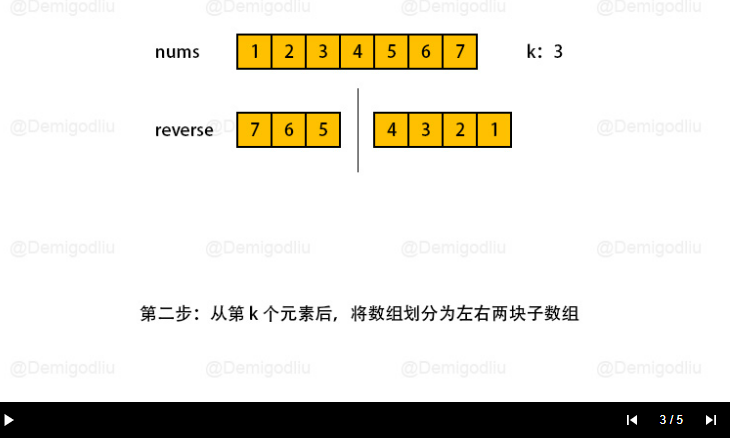 @Demigodliu @Demigodliu @Demigodliu @Demigodliu
nums 1 2 3 4 5 6 7 k: 3
@Demigodliu @Demigodliu
reverse 7 6 5 4 3 2 1
@Demigodliu @Demigodliu @Demigodliu @Demigodliu
第二步：从第 k 个元素后，将数组划分为左右两块子数组
@Demigodliu @Demigodliu @Demigodliu @Demigodliu
3 / 5